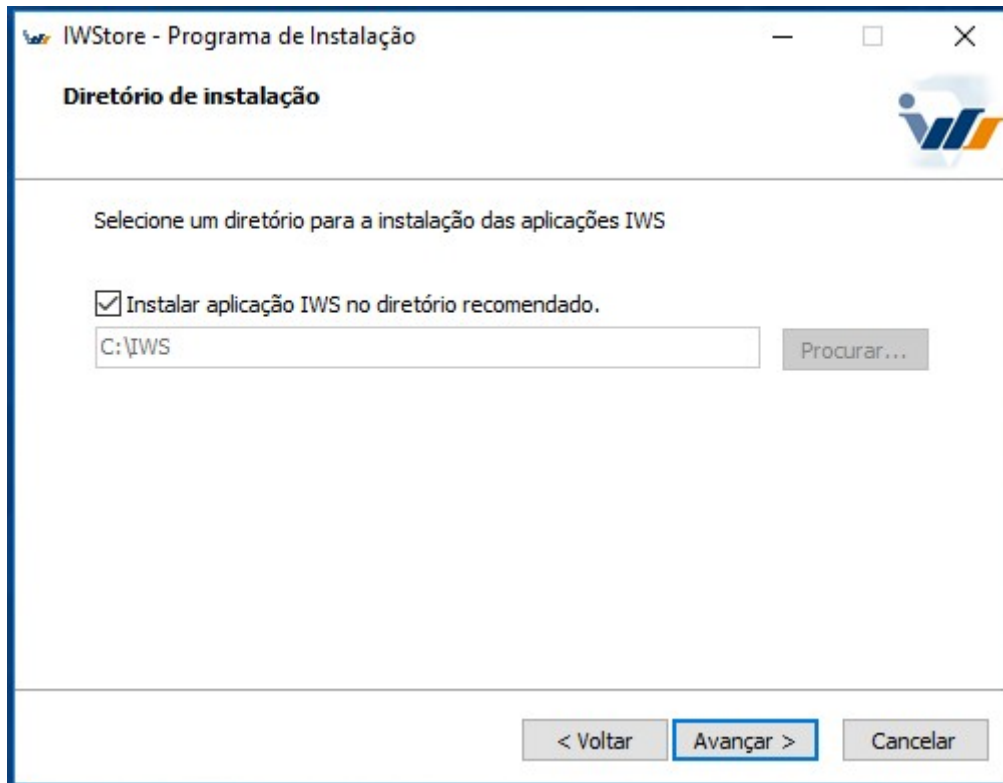 IWStore - Programa de Instalação
Diretório de instalação
iws
Selecione um diretório para a instalação das aplicações IWS
Instalar aplicação IWS no diretório recomendado.
C:\IWS
Procurar...
< Voltar
Avançar >
Cancelar